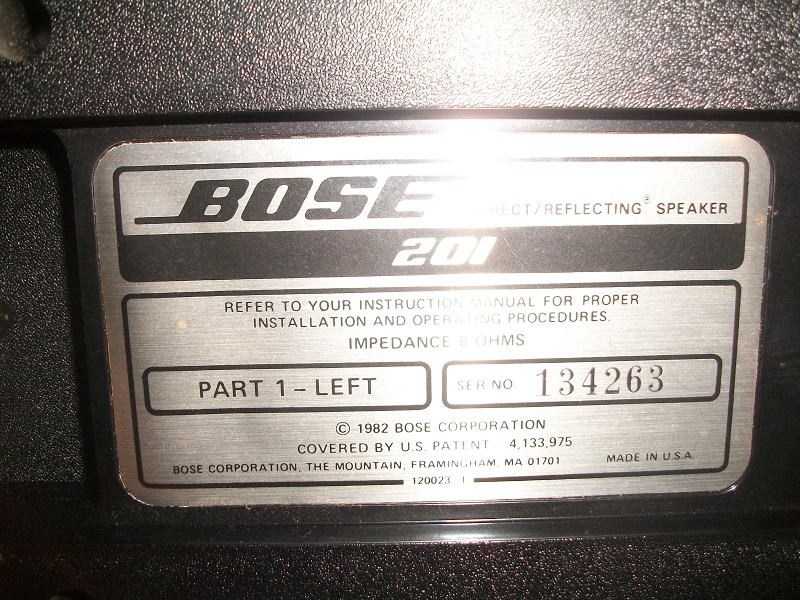 BOSE DIRECT/REFLECTING® SPEAKER
201
REFER TO YOUR INSTRUCTION MANUAL FOR PROPER
INSTALLATION AND OPERATING PROCEDURES.
IMPEDANCE 8 OHMS
PART 1 - LEFT
SER NO 134263
© 1982 BOSE CORPORATION
COVERED BY U.S. PATENT 4,133,975
BOSE CORPORATION, THE MOUNTAIN, FRAMINGHAM, MA 01701 MADE IN U.S.A.
120023 1